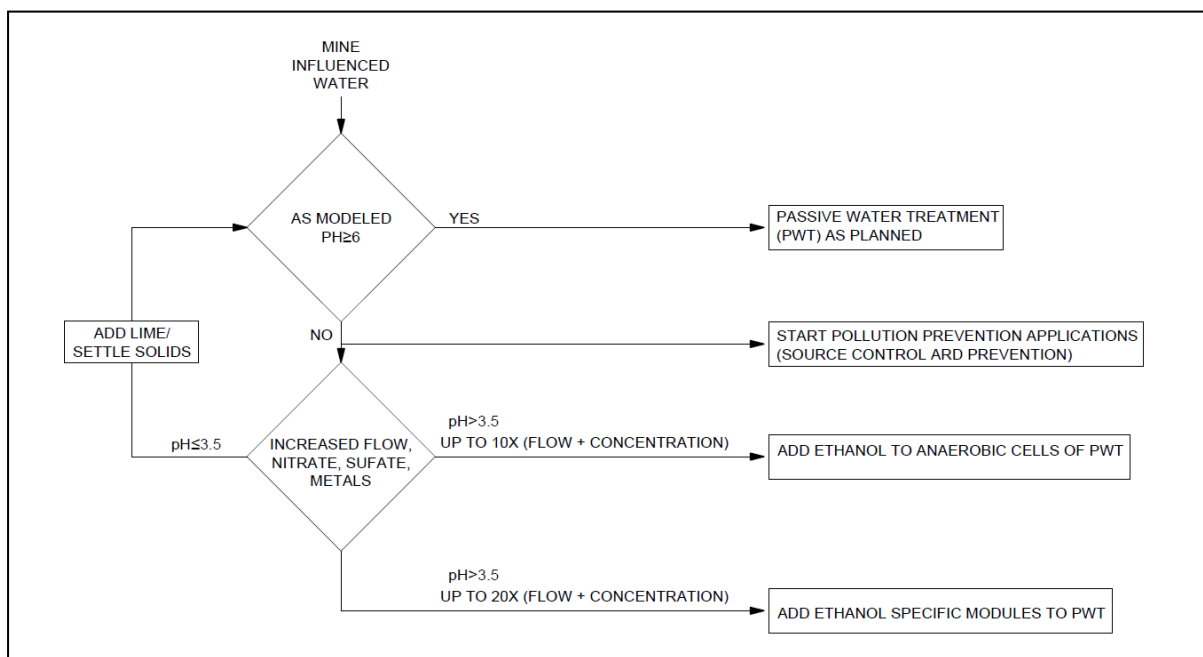 MINE
INFLUENCED
WATER
AS MODELED
PH≥6
YES
PASSIVE WATER TREATMENT
(PWT) AS PLANNED
ADD LIME/
SETTLE SOLIDS
NO
START POLLUTION PREVENTION APPLICATIONS
(SOURCE CONTROL ARD PREVENTION)
pH≤3.5
INCREASED FLOW,
NITRATE, SUFATE,
METALS
pH>3.5
UP TO 10X (FLOW + CONCENTRATION)
ADD ETHANOL TO ANAEROBIC CELLS OF PWT
pH>3.5
UP TO 20X (FLOW + CONCENTRATION)
ADD ETHANOL SPECIFIC MODULES TO PWT